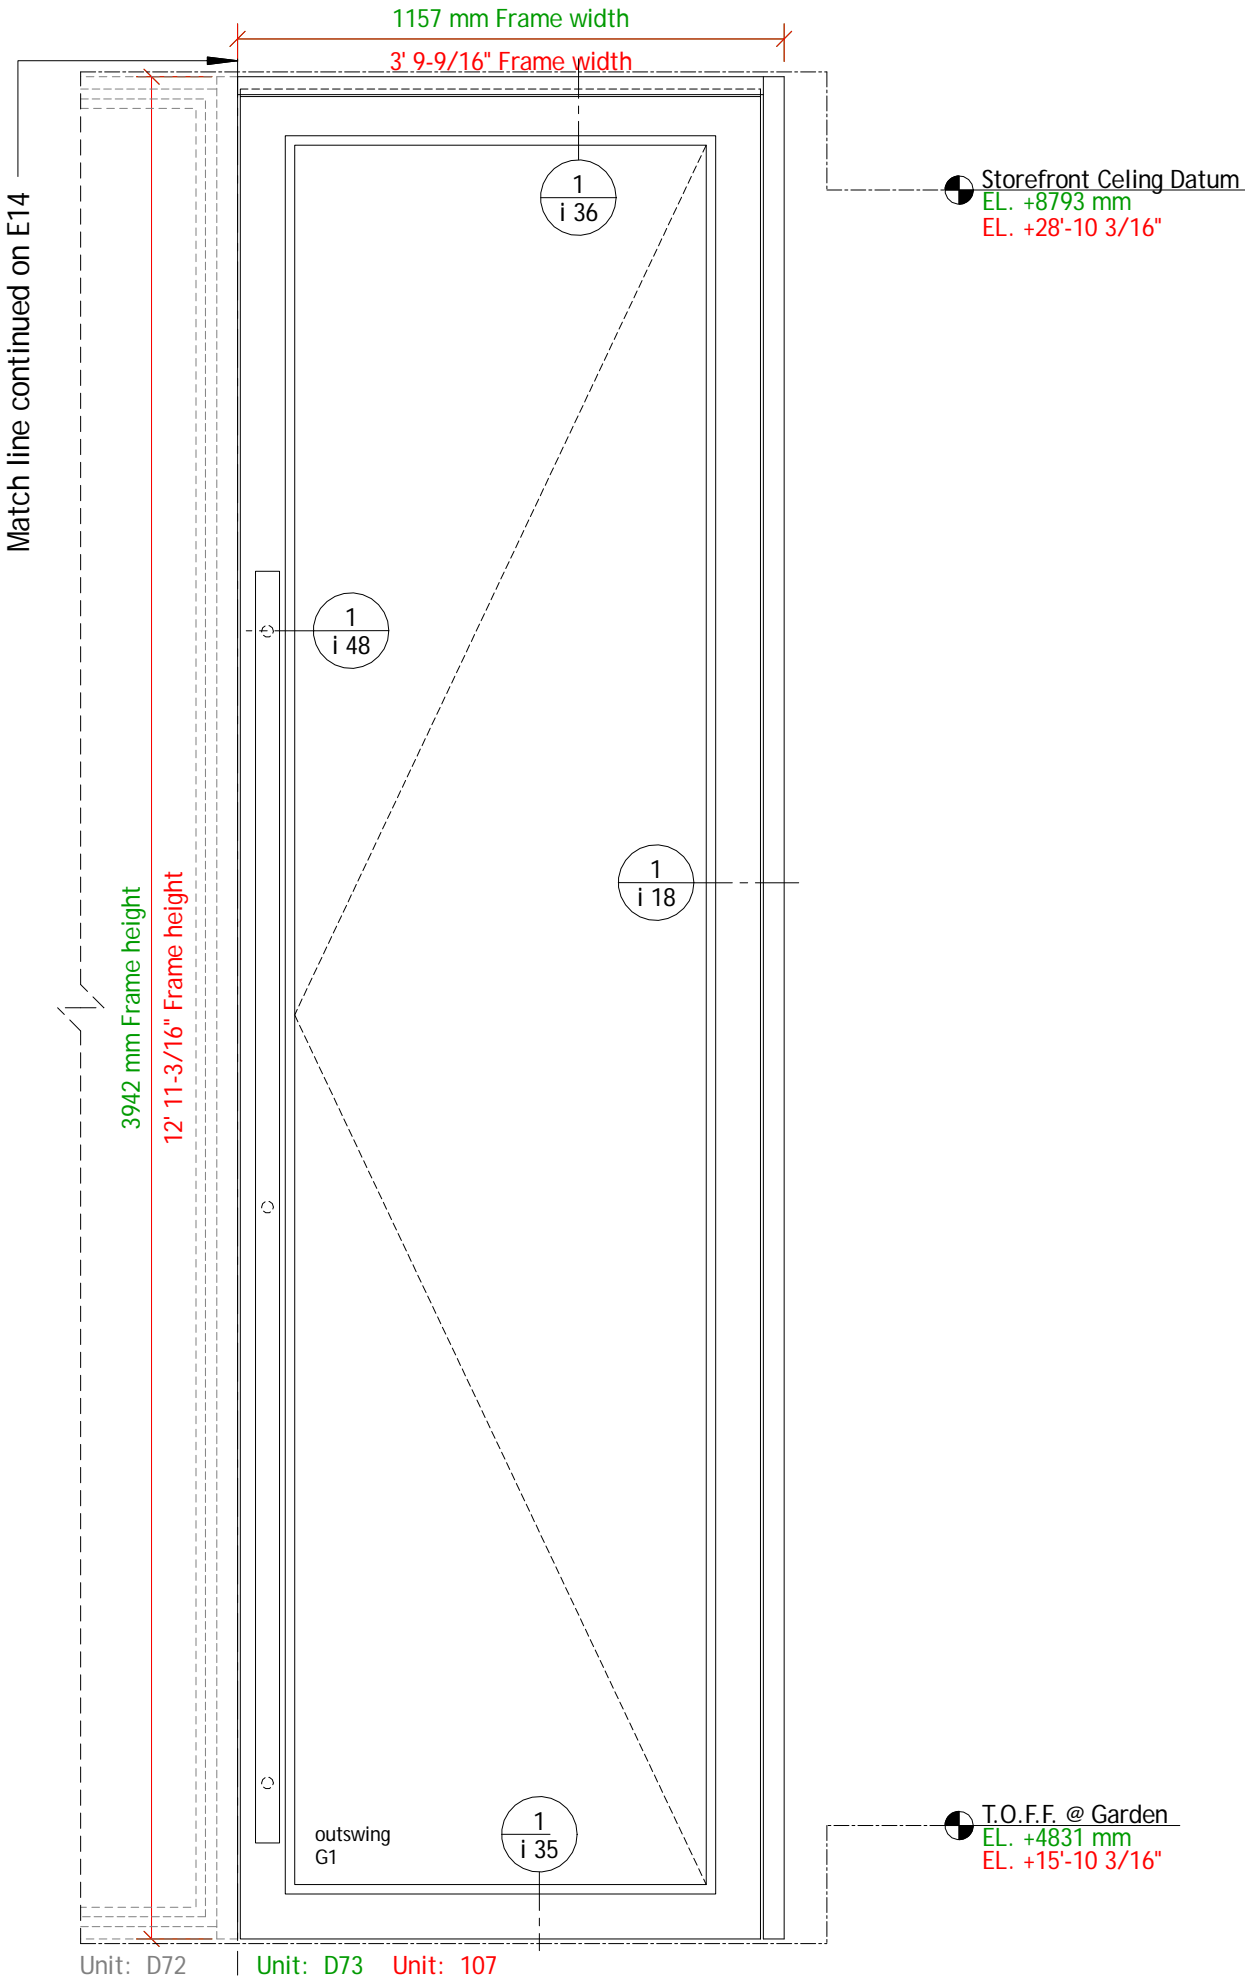 1157 mm Frame width
3' 9-9/16" Frame width
Match line continued on E14
1
i 36
Storefront Celing Datum
EL. +8793 mm
EL. +28'-10 3/16"
1
i 48
1
i 18
3942 mm Frame height
12' 11-3/16" Frame height
outswing
G1
1
i 35
T.O.F.F. @ Garden
EL. +4831 mm
EL. +15'-10 3/16"
Unit: D72 Unit: D73 Unit: 107